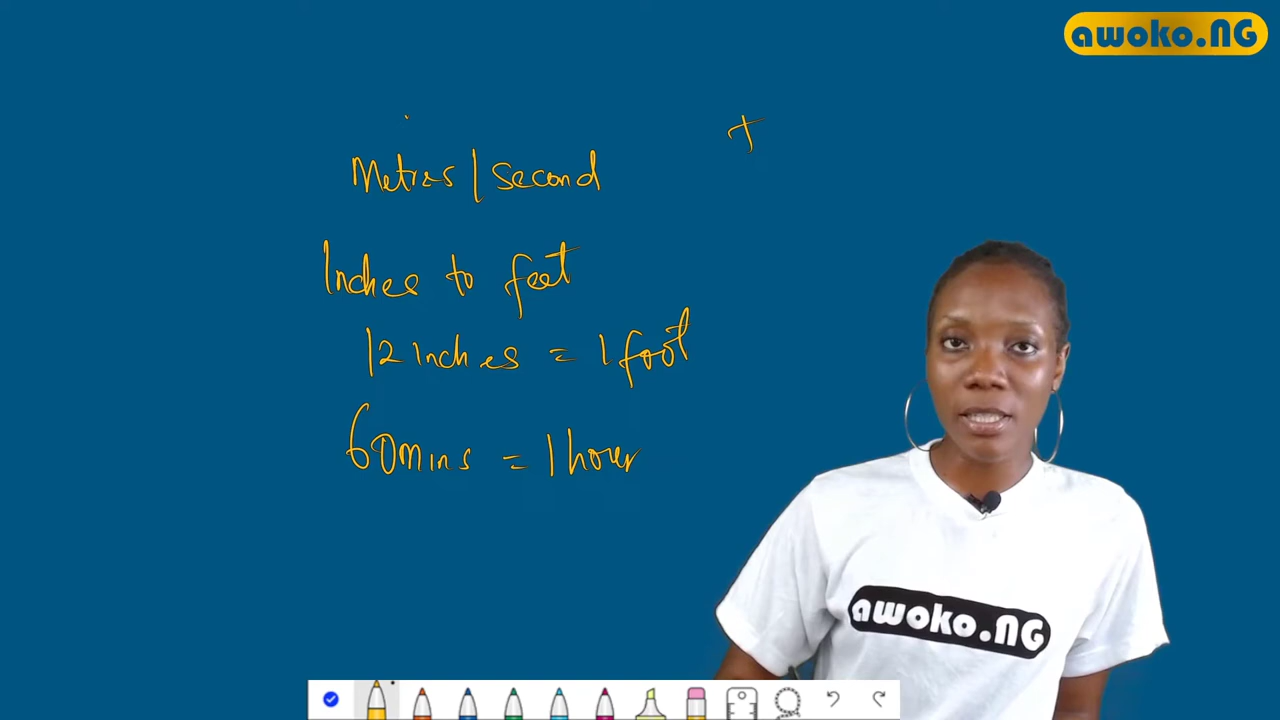 awoko.NG
Metres / second
Inches to feet
12 inches = 1 foot
60mins = 1 hour
awoko.NG